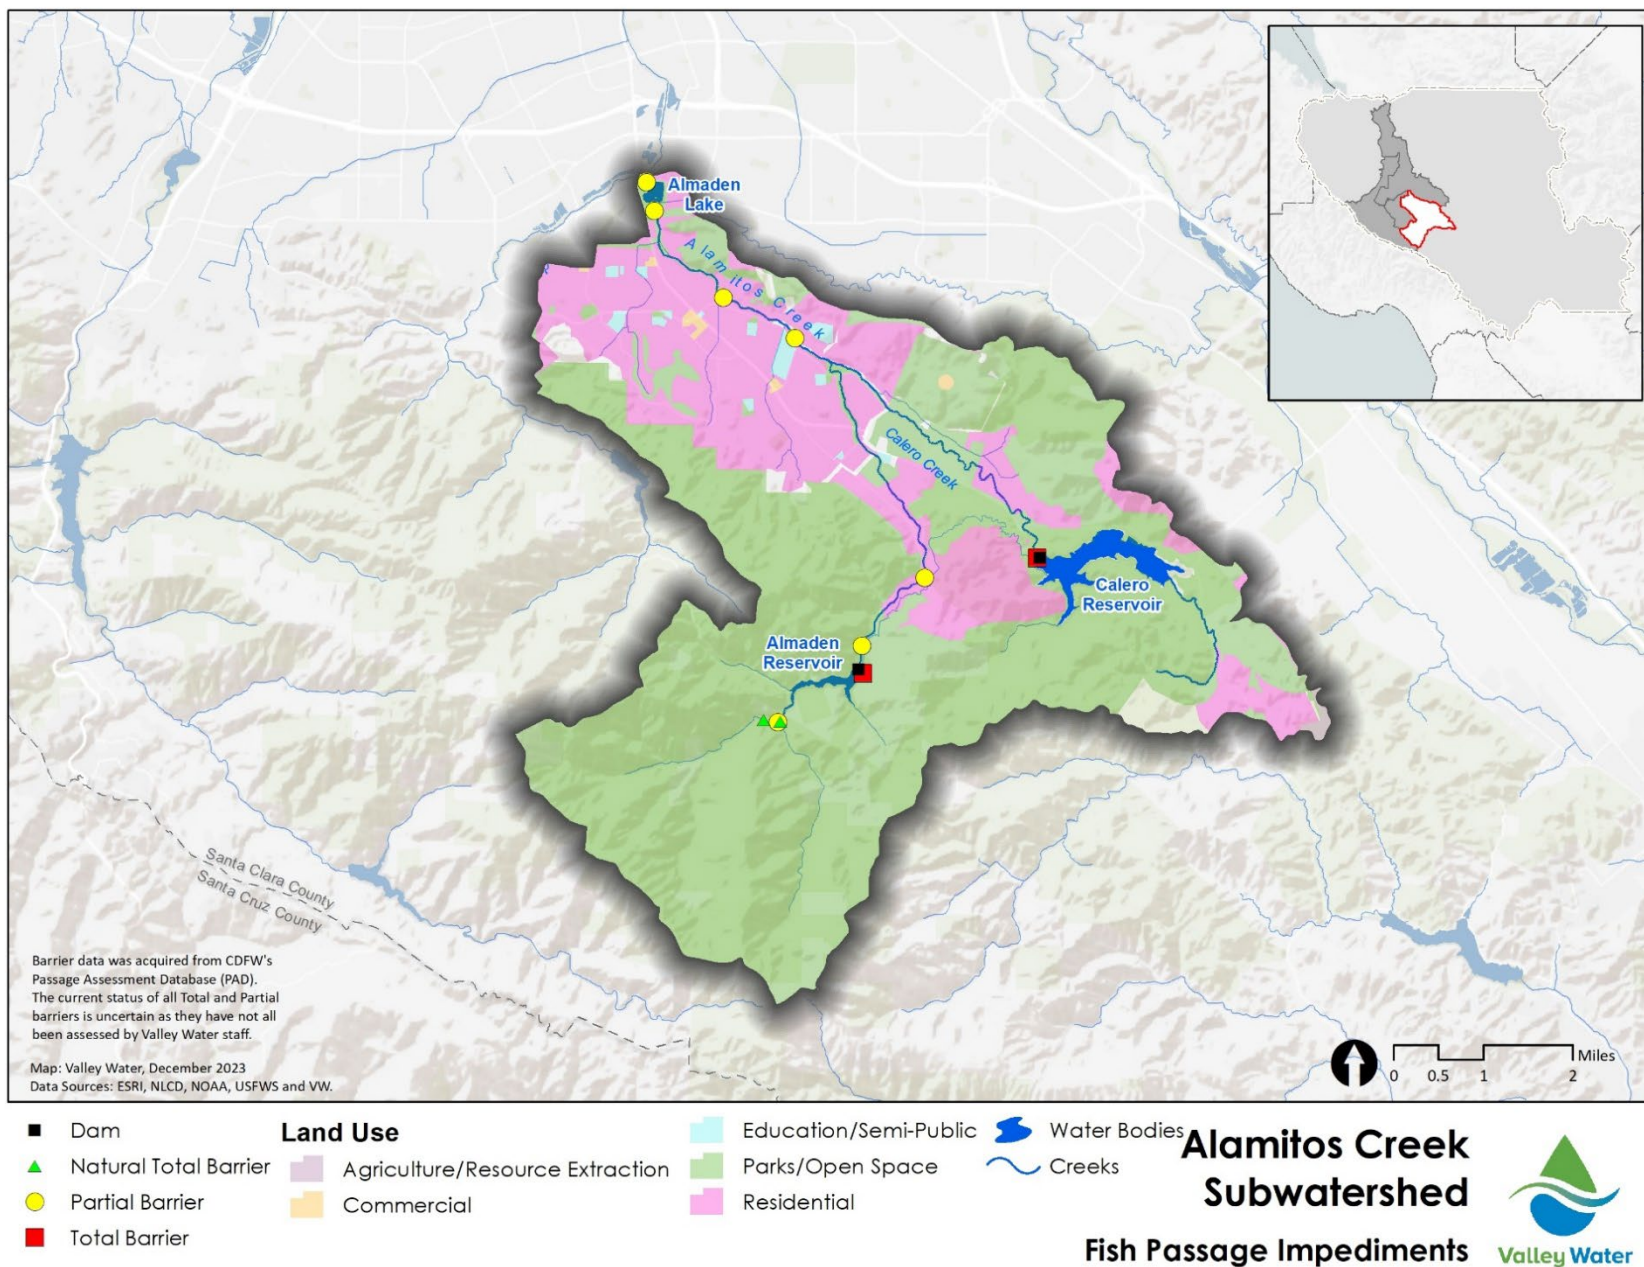 Almaden
Lake
Alamitos Creek
Calero Creek
Calero
Reservoir
Almaden
Reservoir
Santa Clara County
Santa Cruz County
Barrier data was acquired from CDFW's
Passage Assessment Database (PAD).
The current status of all Total and Partial
barriers is uncertain as they have not all
been assessed by Valley Water staff.
Map: Valley Water, December 2023
Data Sources: ESRI, NLCD, NOAA, USFWS and VW.
Miles
0 0.5 1 2
Dam
Natural Total Barrier
Partial Barrier
Total Barrier
Land Use
Agriculture/Resource Extraction
Commercial
Education/Semi-Public
Parks/Open Space
Residential
Water Bodies
Creeks
Alamitos Creek
Subwatershed
Fish Passage Impediments
Valley Water